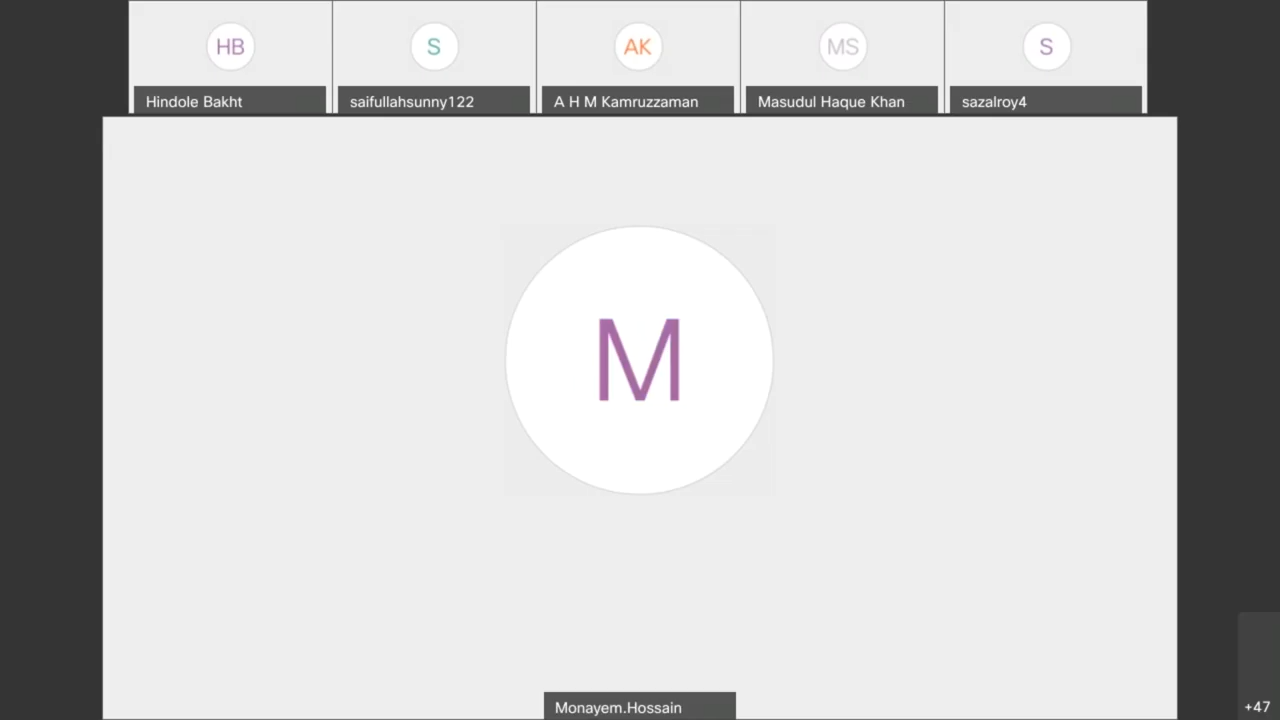 HB
S
AK
MS
S
Hindole Bakht
saifullahsunny122
A H M Kamruzzaman
Masudul Haque Khan
sazalroy4
M
Monayem.Hossain
+47